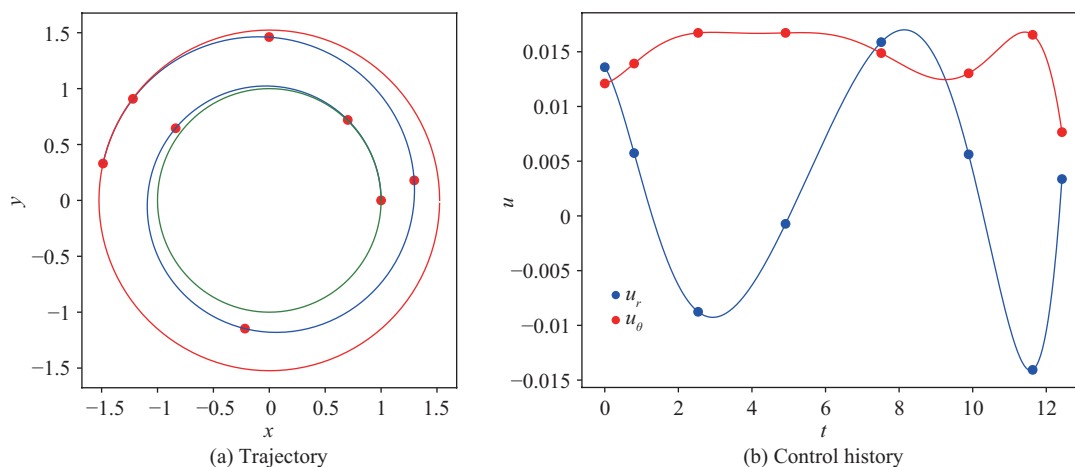 1.5
1
0.5
0
−0.5
−1
−1.5
y
−1.5 −1 −0.5 0 0.5 1 1.5
x
(a) Trajectory
0.015
0.010
0.005
0
−0.005
−0.01
−0.015
u
u_r
u_θ
0 2 4 6 8 10 12
t
(b) Control history